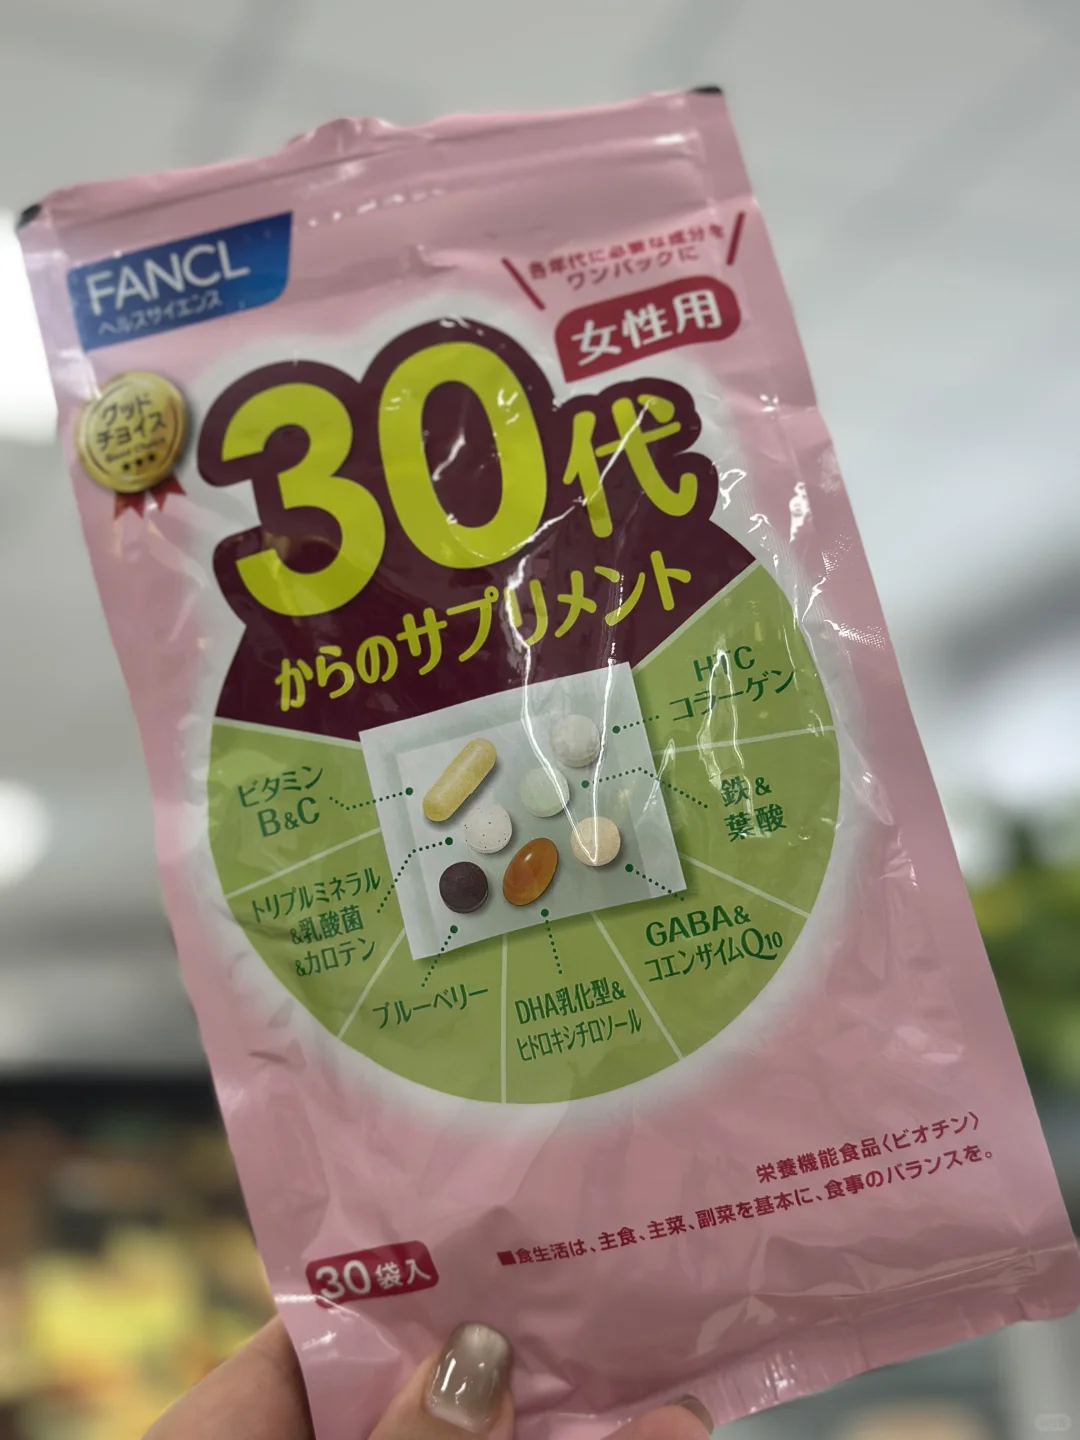 FANCL
ヘルスサイエンス
各年代に必要な成分を
ワンパックに
女性用
グッド
チョイス
Good Choice
30代
からのサプリメント
HTC
コラーゲン
鉄&
葉酸
GABA&
コエンザイムQ10
DHA乳化型&
ヒドロキシチロソール
ブルーベリー
トリプルミネラル
&乳酸菌
&カロテン
ビタミン
B&C
栄養機能食品〈ビオチン〉
■食生活は、主食、主菜、副菜を基本に、食事のバランスを。
30袋入